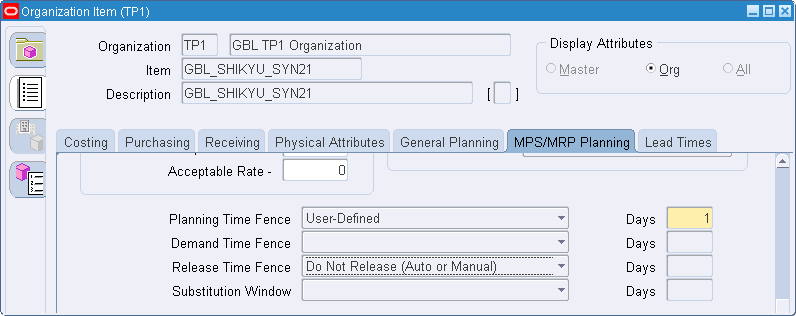 Organization Item (TP1)
Organization TP1 GBL TP1 Organization
Item GBL_SHIKYU_SYN21
Description GBL_SHIKYU_SYN21 [ ]
Display Attributes
Master Org All
Costing Purchasing Receiving Physical Attributes General Planning MPS/MRP Planning Lead Times
Acceptable Rate - 0
Planning Time Fence User-Defined Days 1
Demand Time Fence Days
Release Time Fence Do Not Release (Auto or Manual) Days
Substitution Window Days